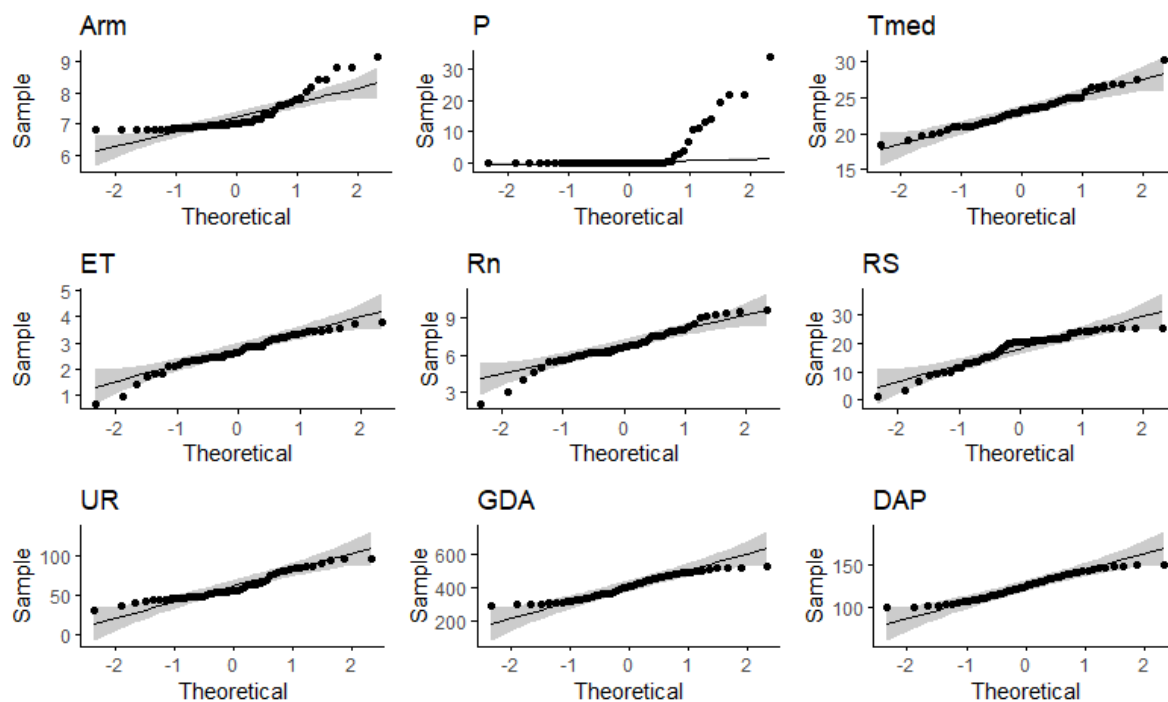 Arm
P
Tmed
Sample
9
8
7
6
-2 -1 0 1 2
Theoretical
Sample
30
20
10
0
-2 -1 0 1 2
Theoretical
Sample
30
25
20
15
-2 -1 0 1 2
Theoretical
ET
Rn
RS
Sample
5
4
3
2
1
-2 -1 0 1 2
Theoretical
Sample
9
6
3
-2 -1 0 1 2
Theoretical
Sample
30
20
10
0
-2 -1 0 1 2
Theoretical
UR
GDA
DAP
Sample
100
50
0
-2 -1 0 1 2
Theoretical
Sample
600
400
200
-2 -1 0 1 2
Theoretical
Sample
150
100
-2 -1 0 1 2
Theoretical